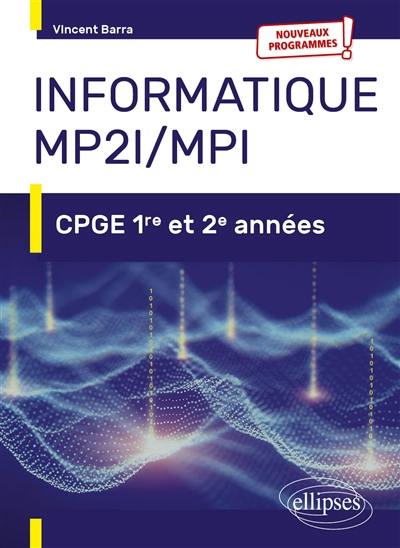 Vincent Barra
NOUVEAUX
PROGRAMMES !
INFORMATIQUE
MP2I/MPI
CPGE 1re et 2e années
ellipses